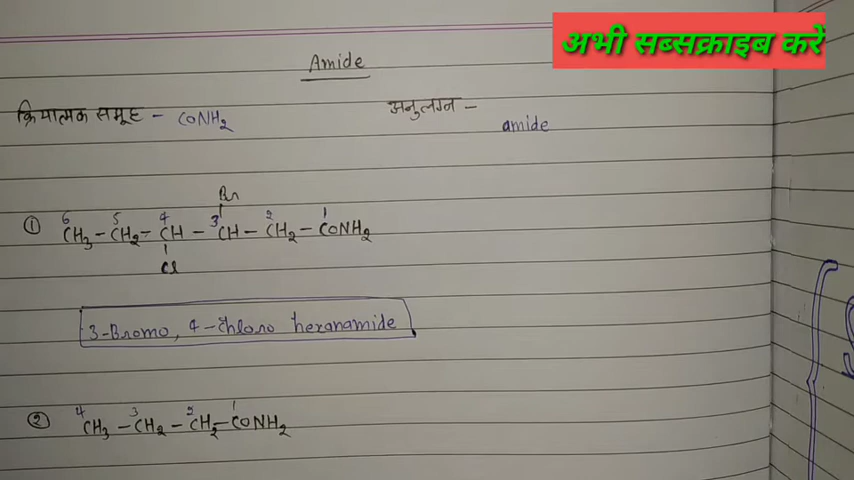 अभी सब्सक्राइब करें
Amide
क्रियात्मक समूह - CONH2 अनुलग्न -
amide
Br
6 5 4 3 2 1
① CH3 - CH2 - CH - CH - CH2 - CONH2
Cl
3-Bromo, 4-Chloro hexanamide
4 3 2 1
② CH3 - CH2 - CH2 - CONH2